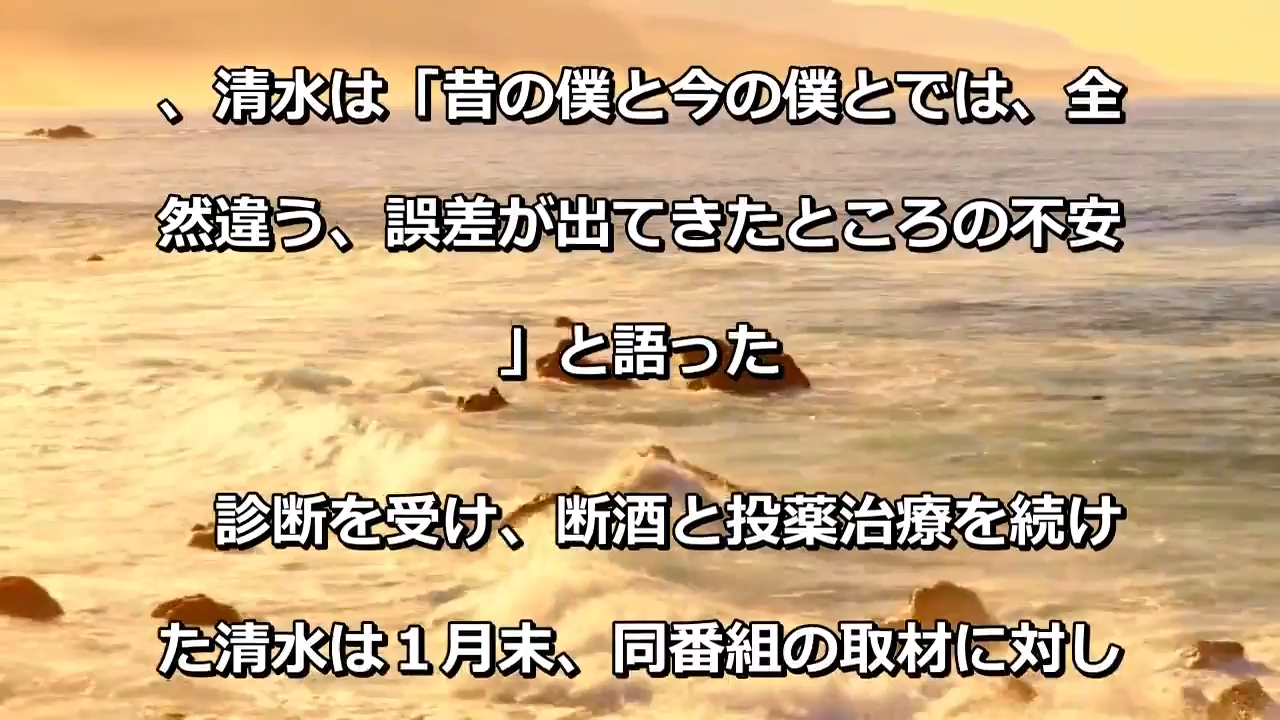 、清水は「昔の僕と今の僕とでは、全
然違う、誤差が出てきたところの不安
」と語った
診断を受け、断酒と投薬治療を続け
た清水は１月末、同番組の取材に対し